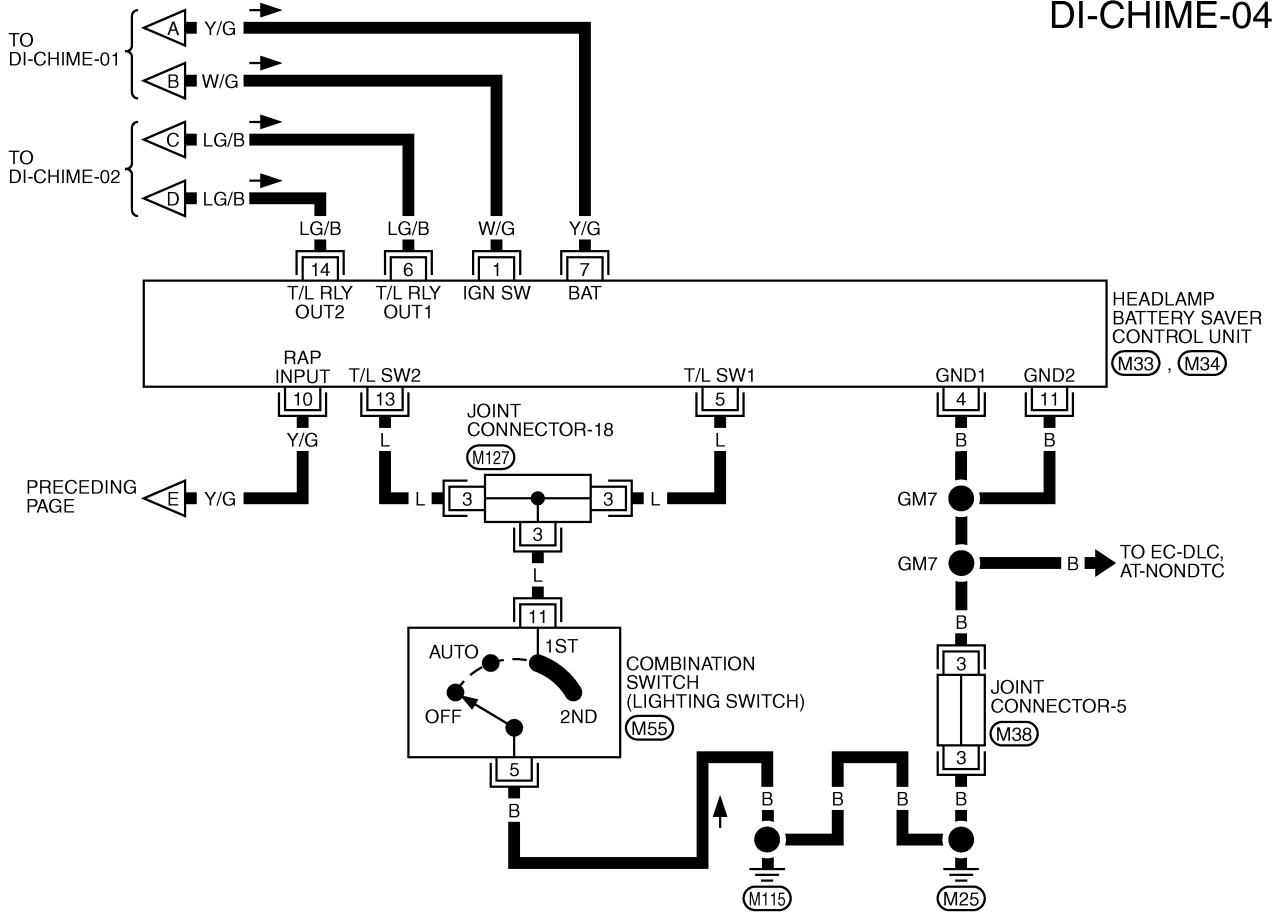 DI-CHIME-04
TO
DI-CHIME-01
A Y/G
B W/G
TO
DI-CHIME-02
C LG/B
D LG/B
LG/B LG/B W/G Y/G
14 6 1 7
T/L RLY
OUT2
T/L RLY
OUT1
IGN SW
BAT
HEADLAMP
BATTERY SAVER
CONTROL UNIT
M33 , M34
RAP
INPUT
T/L SW2
T/L SW1
GND1
GND2
10 13 5 4 11
Y/G L L B B
JOINT
CONNECTOR-18
M127
PRECEDING
PAGE
E Y/G
L 3 3 L
3
L
GM7
GM7
B
TO EC-DLC,
AT-NONDTC
B
11
AUTO
1ST
OFF
2ND
COMBINATION
SWITCH
(LIGHTING SWITCH)
M55
5
B
3
JOINT
CONNECTOR-5
M38
3
B B B B
M115
M25